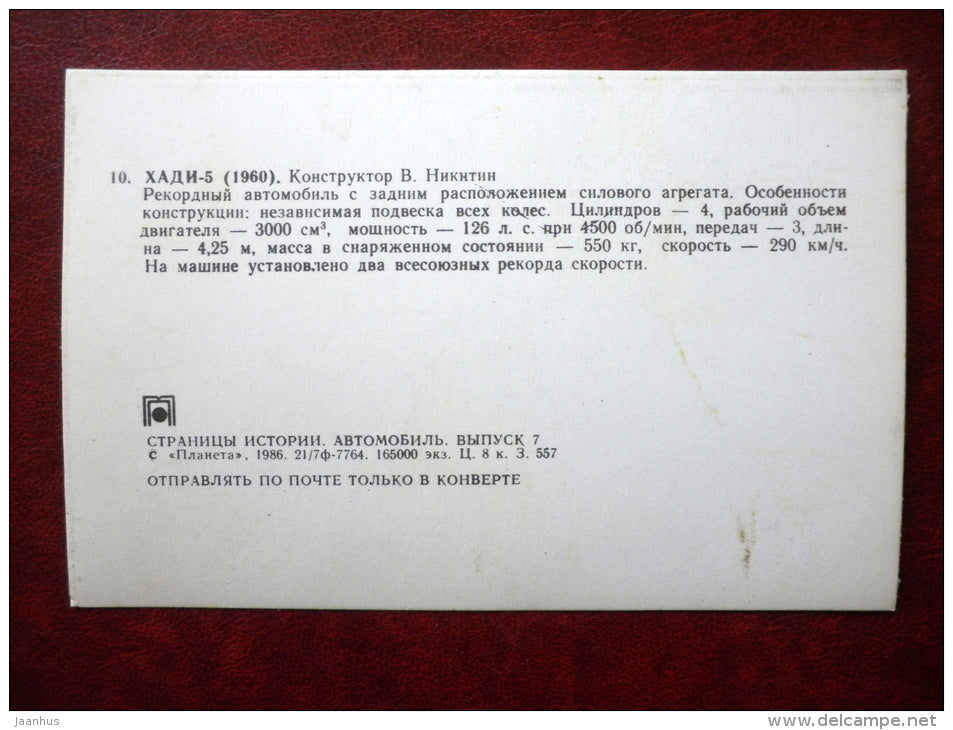 10. ХАДИ-5 (1960). Конструктор В. Никитин
Рекордный автомобиль с задним расположением силового агрегата. Особенности
конструкции: независимая подвеска всех колес. Цилиндров — 4, рабочий объем
двигателя — 3000 см³, мощность — 126 л. с. при 4500 об/мин, передач — 3, дли-
на — 4,25 м, масса в снаряженном состоянии — 550 кг, скорость — 290 км/ч.
На машине установлено два всесоюзных рекорда скорости.
СТРАНИЦЫ ИСТОРИИ. АВТОМОБИЛЬ. ВЫПУСК 7
С «Планета», 1986. 21/7ф-7764. 165000 экз. Ц. 8 к. З. 557
ОТПРАВЛЯТЬ ПО ПОЧТЕ ТОЛЬКО В КОНВЕРТЕ
jaanhus
www.delcampe.net